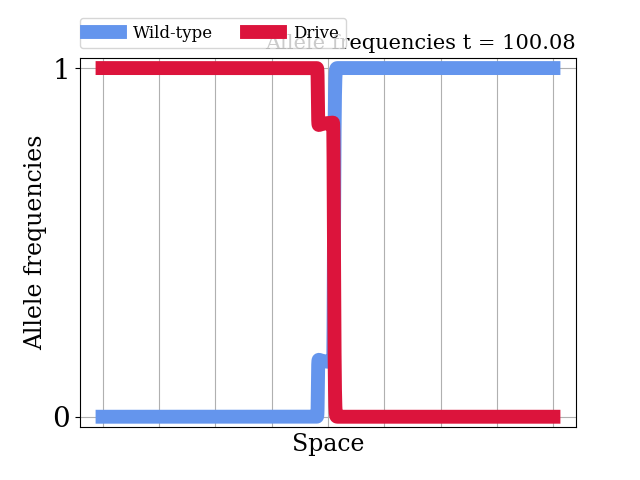 Wild-type Drive
Allele frequencies t = 100.08
1
Allele frequencies
0
Space